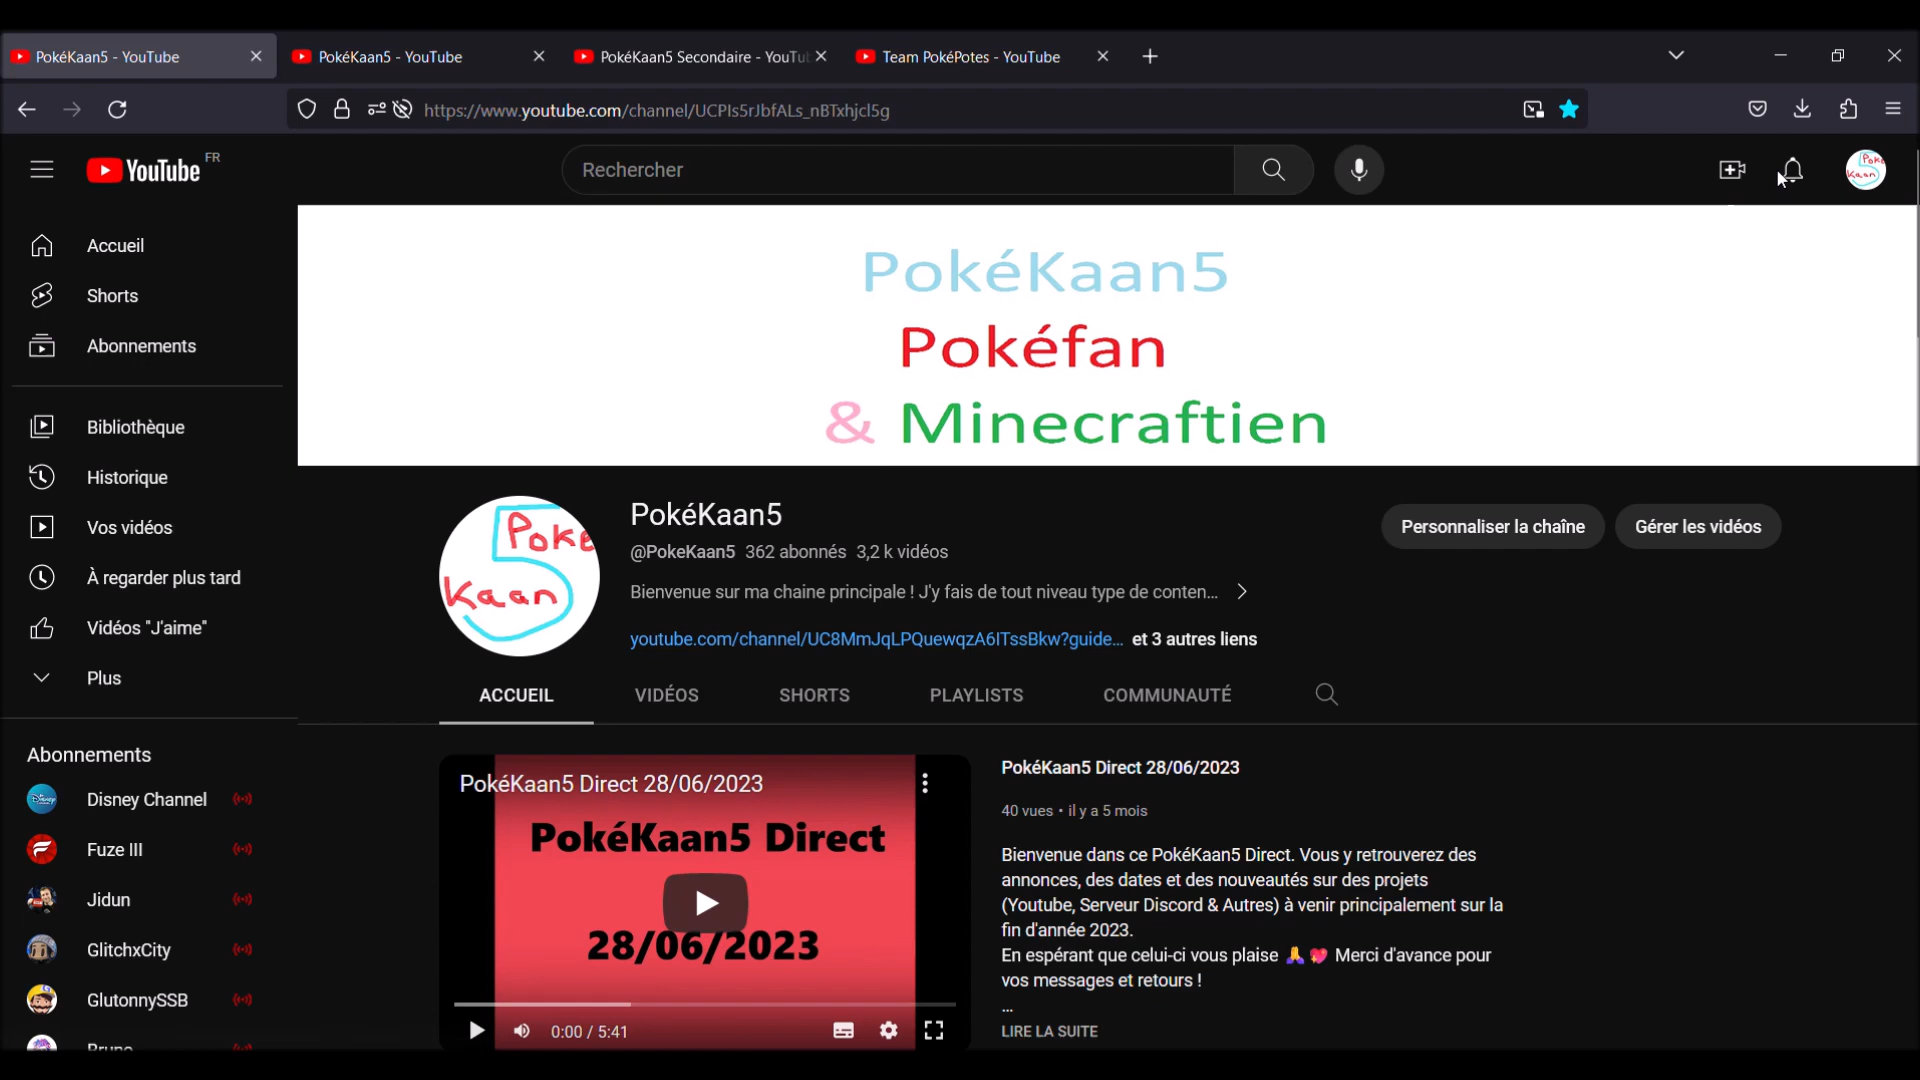 PokéKaan5 - YouTube
PokéKaan5 - YouTube
PokéKaan5 Secondaire - YouTu
Team PokéPotes - YouTube
https://www.youtube.com/channel/UCPIs5rJbfALs_nBTxhjcl5g
YouTube FR
Rechercher
Poke
Kaan
Accueil
Shorts
Abonnements
Bibliothèque
Historique
Vos vidéos
À regarder plus tard
Vidéos "J'aime"
Plus
Abonnements
Disney Channel
Fuze III
Jidun
GlitchxCity
GlutonnySSB
PokéKaan5
Pokéfan
& Minecraftien
Poke
Kaan
5
PokéKaan5
@PokeKaan5 362 abonnés 3,2 k vidéos
Bienvenue sur ma chaine principale ! J'y fais de tout niveau type de conten...
youtube.com/channel/UC8MmJqLPQuewqzA6ITssBkw?guide... et 3 autres liens
Personnaliser la chaîne
Gérer les vidéos
ACCUEIL
VIDÉOS
SHORTS
PLAYLISTS
COMMUNAUTÉ
PokéKaan5 Direct 28/06/2023
PokéKaan5 Direct
28/06/2023
0:00 / 5:41
PokéKaan5 Direct 28/06/2023
40 vues • il y a 5 mois
Bienvenue dans ce PokéKaan5 Direct. Vous y retrouverez des
annonces, des dates et des nouveautés sur des projets
(Youtube, Serveur Discord & Autres) à venir principalement sur la
fin d'année 2023.
En espérant que celui-ci vous plaise 🙏 💖 Merci d'avance pour
vos messages et retours !
...
LIRE LA SUITE